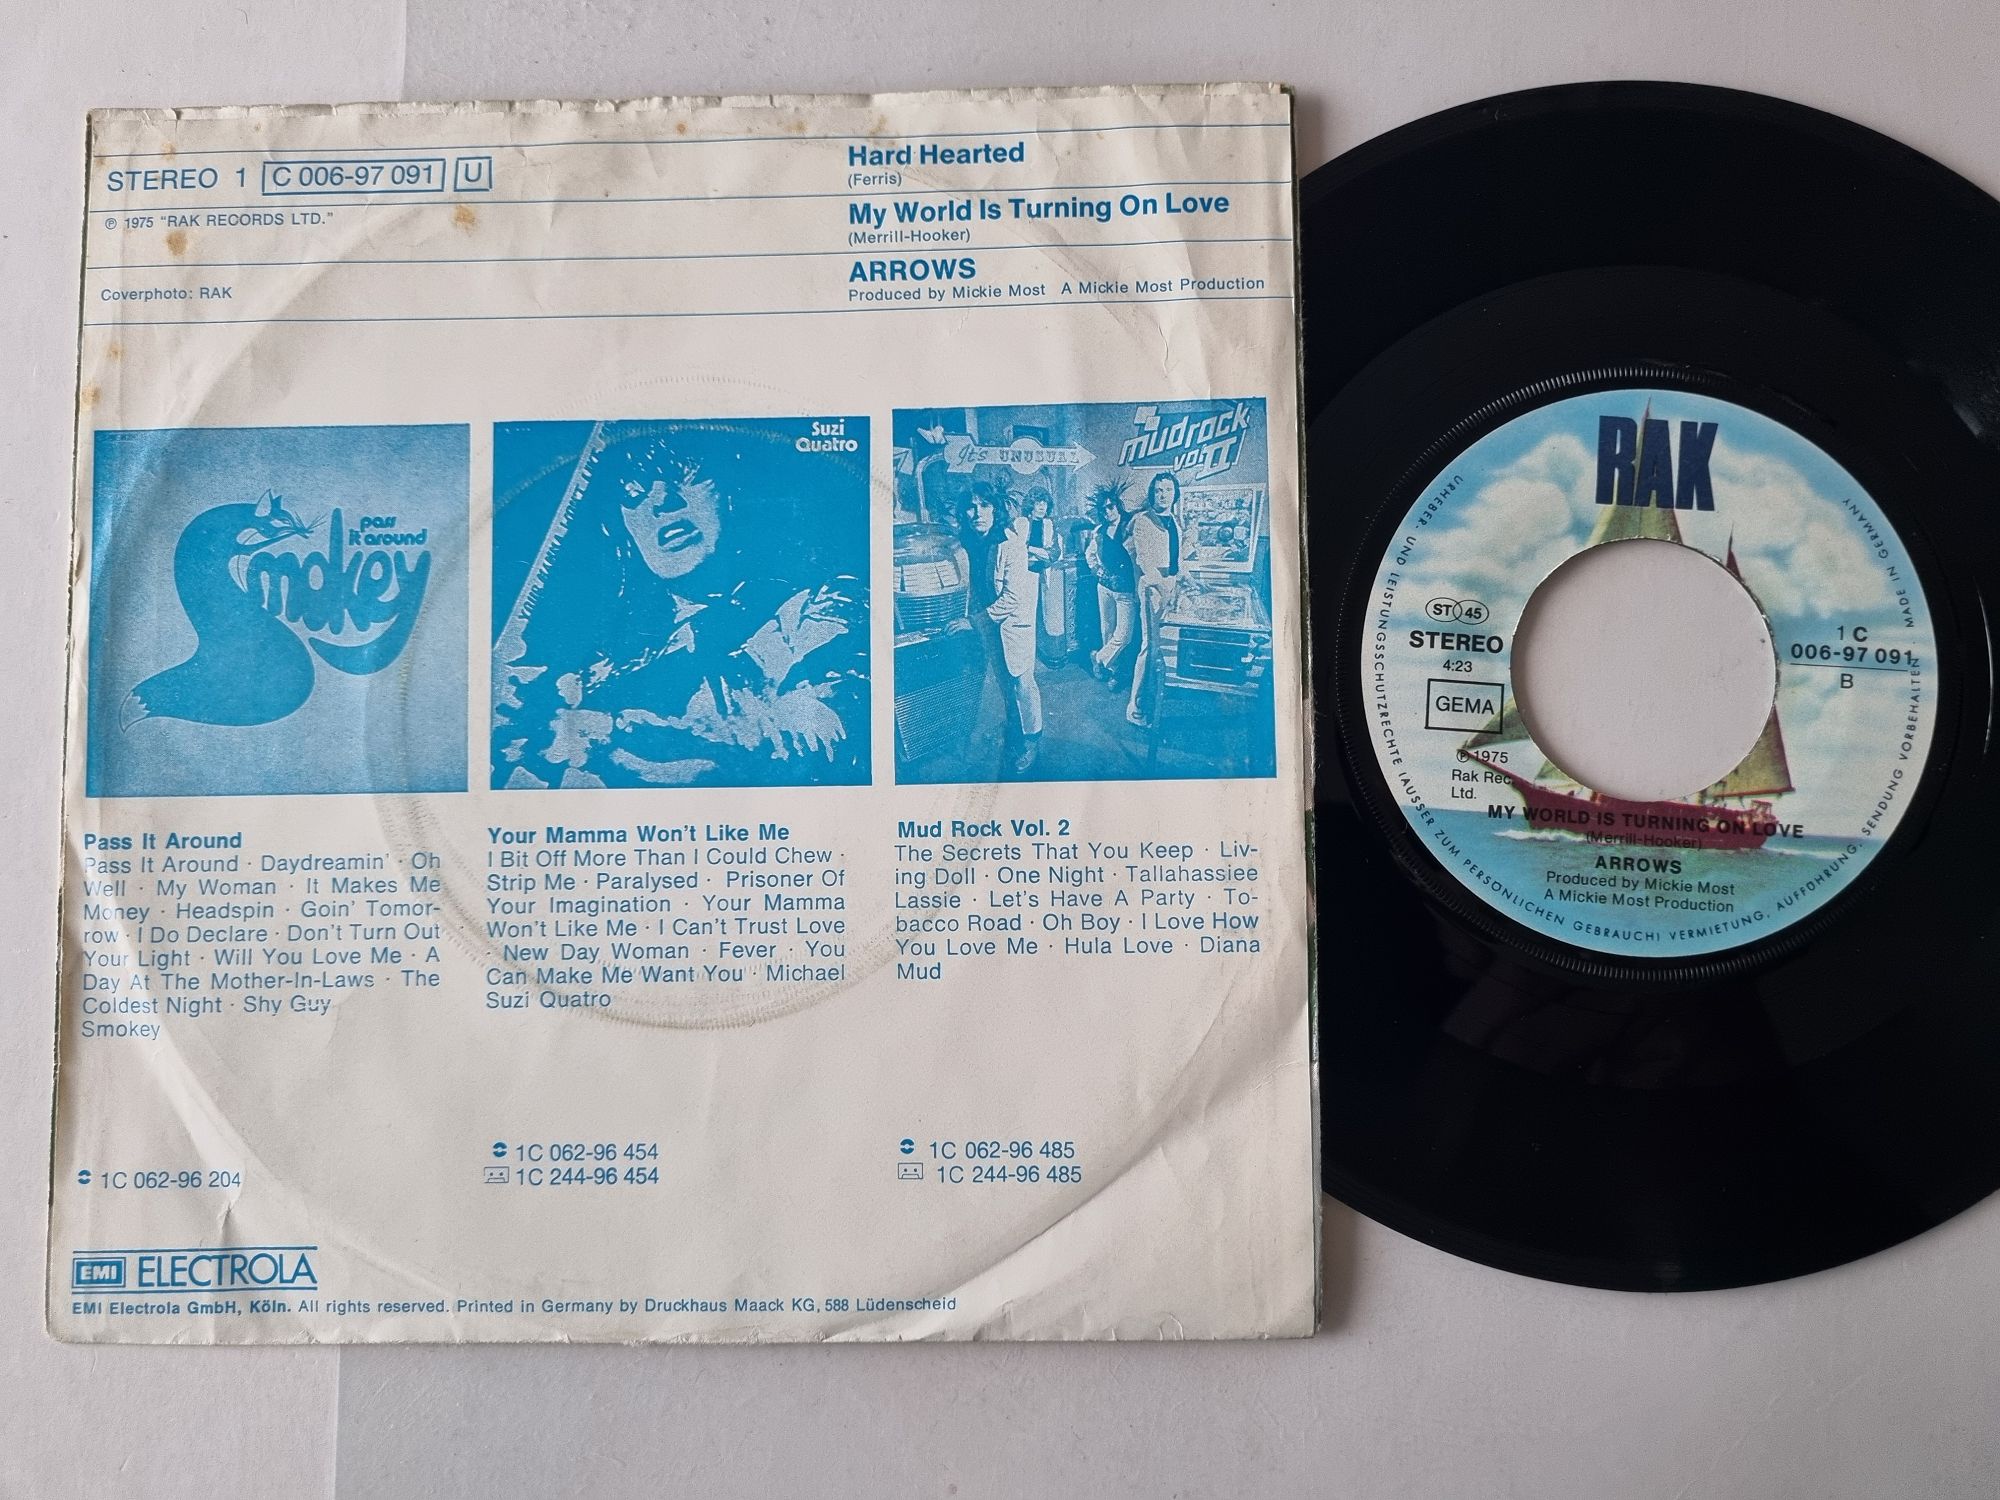 STEREO 1 C 006-97 091 U
℗ 1975 "RAK RECORDS LTD."
Coverphoto: RAK
Hard Hearted
(Ferris)
My World Is Turning On Love
(Merrill-Hooker)
ARROWS
Produced by Mickie Most A Mickie Most Production
pass
it around
Smokey
Suzi
Quatro
It's UNUSUAL
mudrock
vol II
Pass It Around
Pass It Around · Daydreamin' · Oh
Well · My Woman · It Makes Me
Money · Headspin · Goin' Tomor-
row · I Do Declare · Don't Turn Out
Your Light · Will You Love Me · A
Day At The Mother-In-Laws · The
Coldest Night · Shy Guy
Smokey
1C 062-96 204
Your Mamma Won't Like Me
I Bit Off More Than I Could Chew ·
Strip Me · Paralysed · Prisoner Of
Your Imagination · Your Mamma
Won't Like Me · I Can't Trust Love
· New Day Woman · Fever · You
Can Make Me Want You · Michael
Suzi Quatro
1C 062-96 454
1C 244-96 454
Mud Rock Vol. 2
The Secrets That You Keep · Liv-
ing Doll · One Night · Tallahassiee
Lassie · Let's Have A Party · To-
bacco Road · Oh Boy · I Love How
You Love Me · Hula Love · Diana
Mud
1C 062-96 485
1C 244-96 485
EMI ELECTROLA
EMI Electrola GmbH, Köln. All rights reserved. Printed in Germany by Druckhaus Maack KG, 588 Lüdenscheid
RAK
ST 45
STEREO
4:23
GEMA
℗ 1975
Rak Rec.
Ltd.
1 C
006-97 091
B
MY WORLD IS TURNING ON LOVE
(Merrill-Hooker)
ARROWS
Produced by Mickie Most
A Mickie Most Production
URHEBER- UND LEISTUNGSSCHUTZRECHTE (AUSSER ZUM PERSÖNLICHEN GEBRAUCH) VERMIETUNG, AUFFÜHRUNG, SENDUNG VORBEHALTEN · MADE IN GERMANY